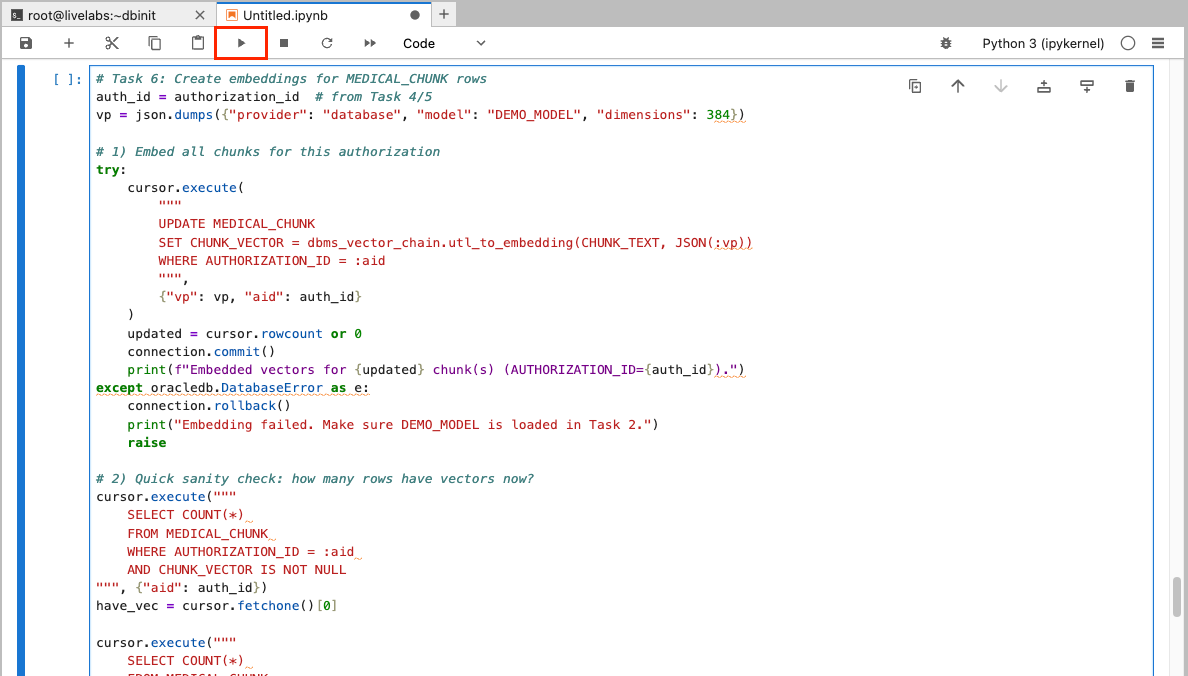 root@livelabs:~dbinit
Untitled.ipynb
Code
Python 3 (ipykernel)
[ ]:
# Task 6: Create embeddings for MEDICAL_CHUNK rows
auth_id = authorization_id  # from Task 4/5
vp = json.dumps({"provider": "database", "model": "DEMO_MODEL", "dimensions": 384})
# 1) Embed all chunks for this authorization
try:
    cursor.execute(
        """
        UPDATE MEDICAL_CHUNK
        SET CHUNK_VECTOR = dbms_vector_chain.utl_to_embedding(CHUNK_TEXT, JSON(:vp))
        WHERE AUTHORIZATION_ID = :aid
        """,
        {"vp": vp, "aid": auth_id}
    )
    updated = cursor.rowcount or 0
    connection.commit()
    print(f"Embedded vectors for {updated} chunk(s) (AUTHORIZATION_ID={auth_id}).")
except oracledb.DatabaseError as e:
    connection.rollback()
    print("Embedding failed. Make sure DEMO_MODEL is loaded in Task 2.")
    raise
# 2) Quick sanity check: how many rows have vectors now?
cursor.execute("""
    SELECT COUNT(*)
    FROM MEDICAL_CHUNK
    WHERE AUTHORIZATION_ID = :aid
    AND CHUNK_VECTOR IS NOT NULL
""", {"aid": auth_id})
have_vec = cursor.fetchone()[0]
cursor.execute("""
    SELECT COUNT(*)
    FROM MEDICAL_CHUNK